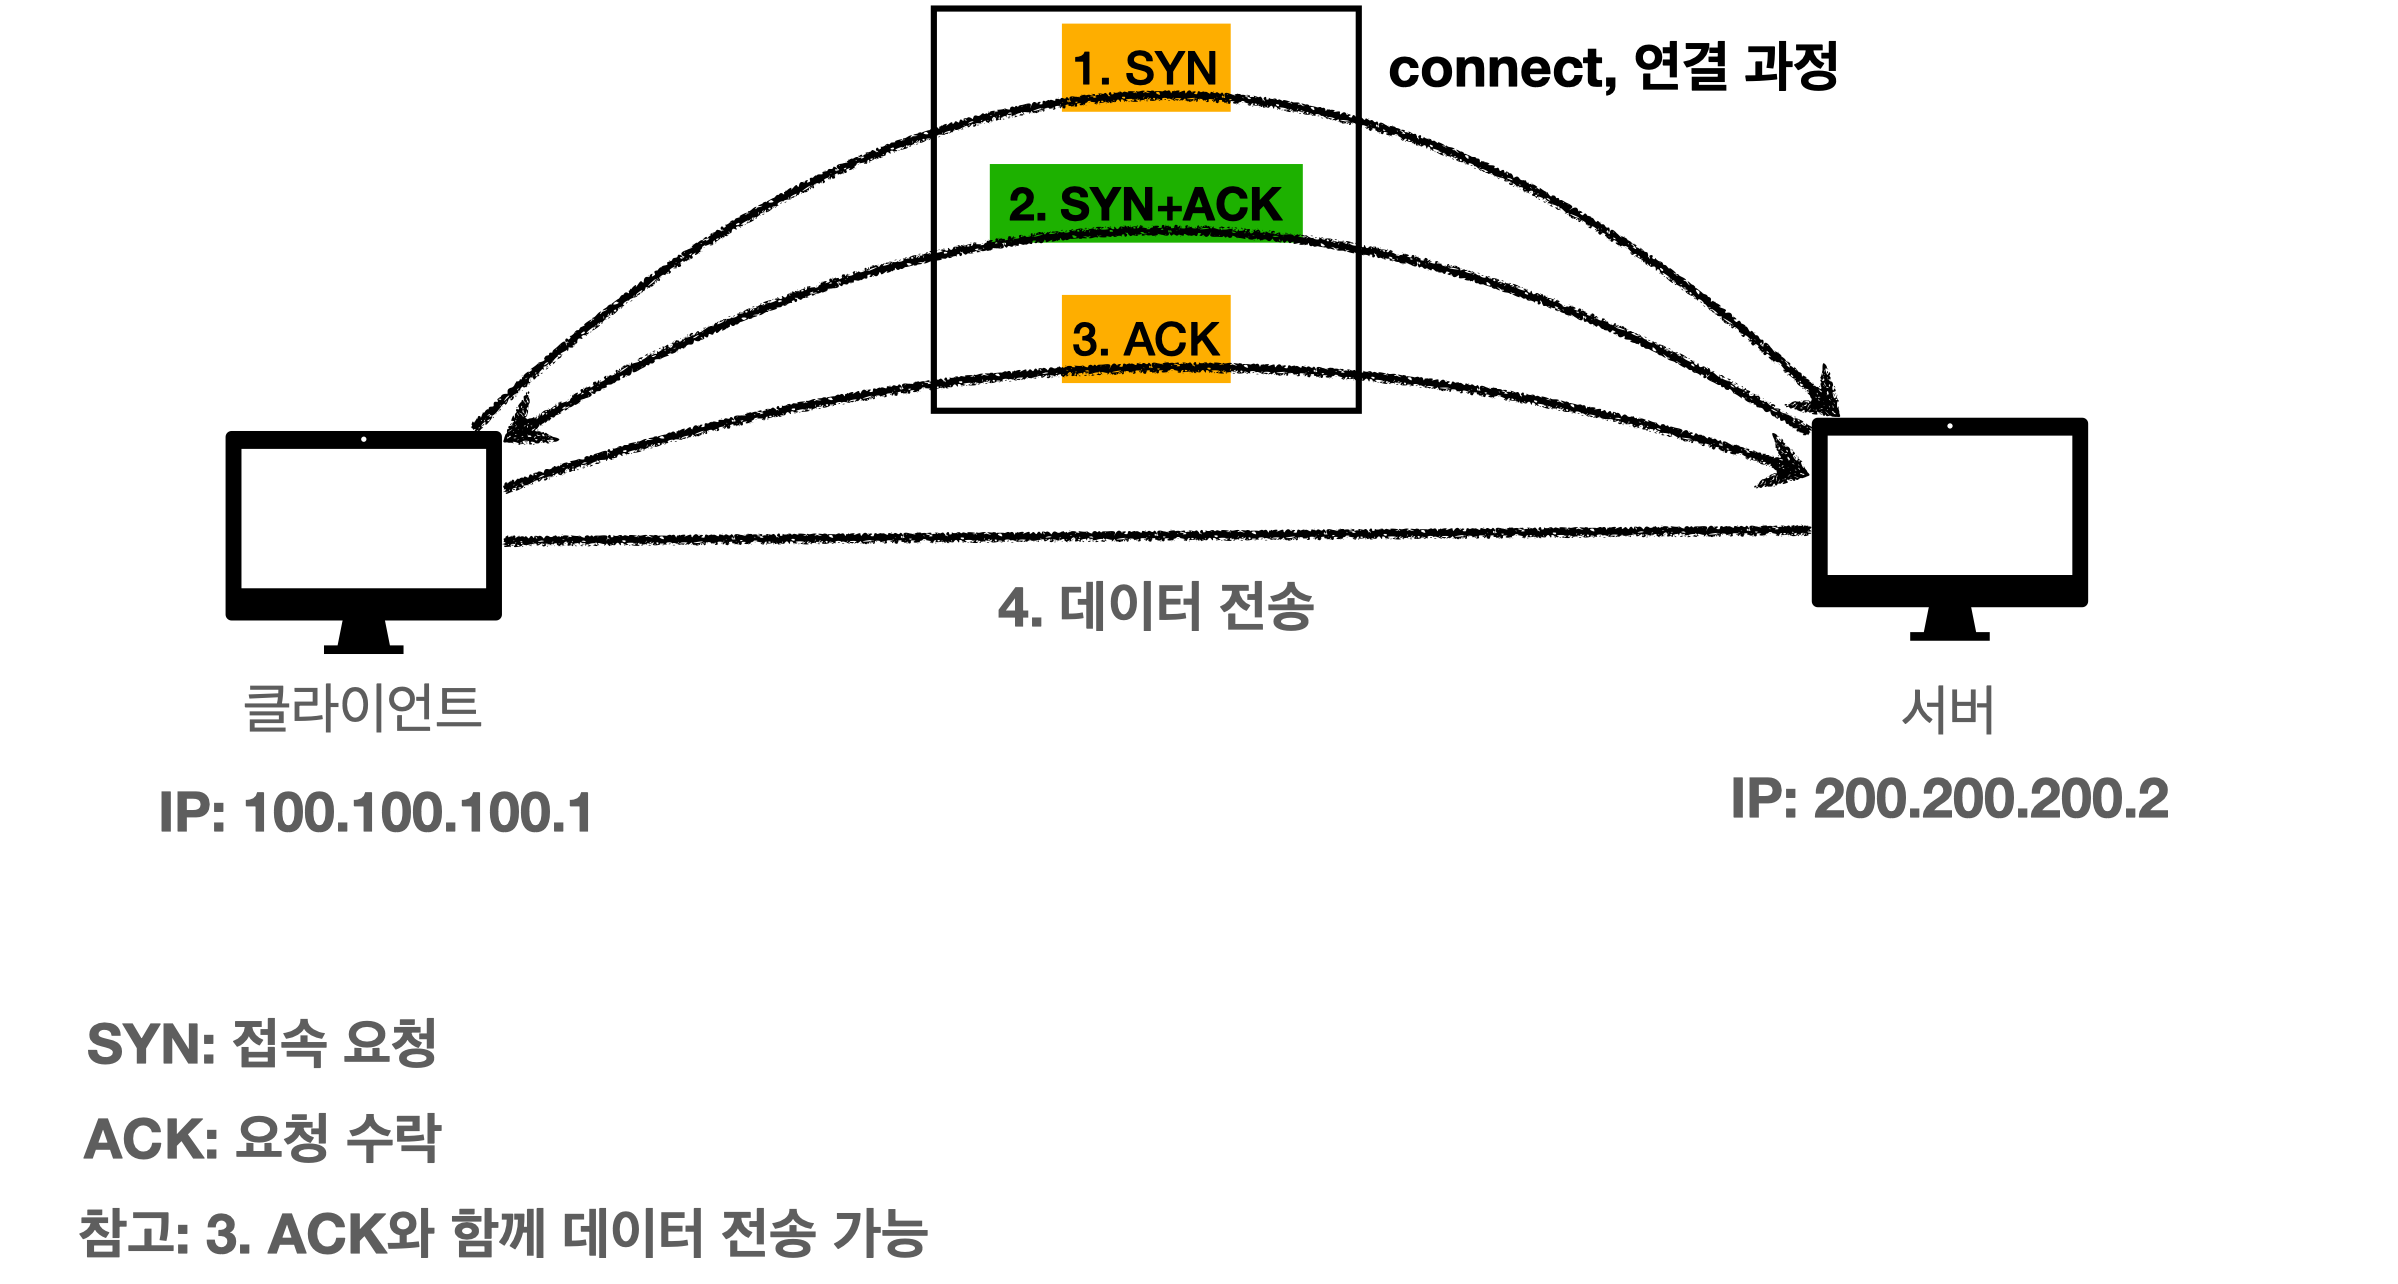 1. SYN
connect, 연결 과정
2. SYN+ACK
3. ACK
4. 데이터 전송
클라이언트
서버
IP: 100.100.100.1
IP: 200.200.200.2
SYN: 접속 요청
ACK: 요청 수락
참고: 3. ACK와 함께 데이터 전송 가능